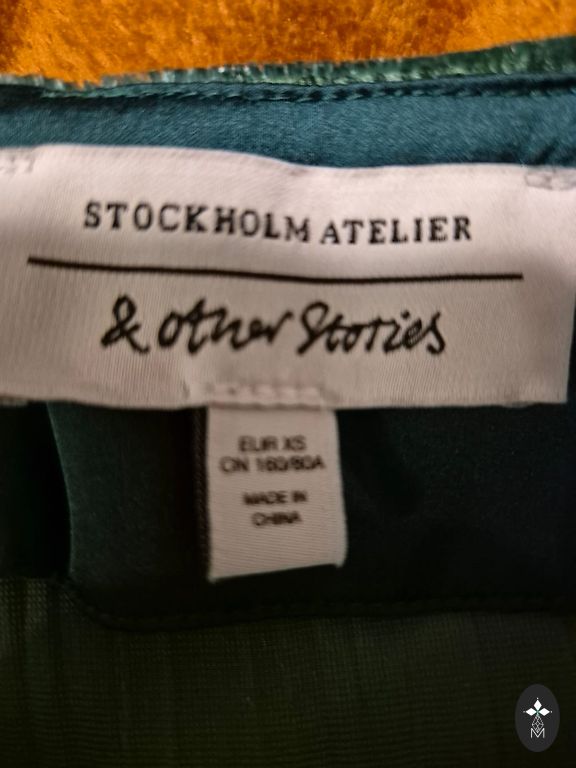 STOCKHOLM ATELIER
& other Stories
EUR XS
CN 160/80A
MADE IN
CHINA
M